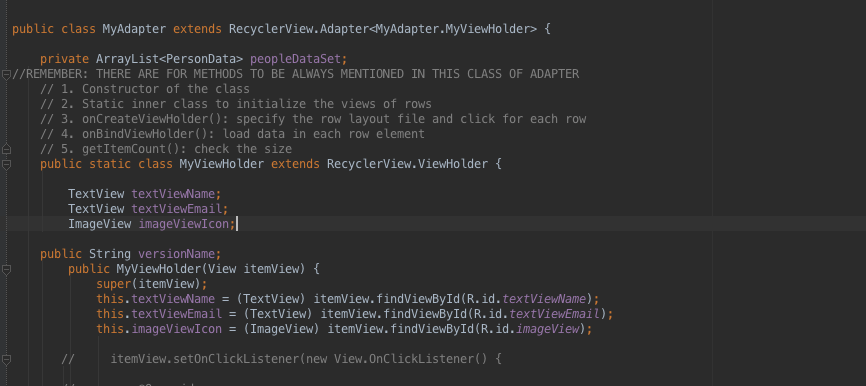 public class MyAdapter extends RecyclerView.Adapter<MyAdapter.MyViewHolder> {
private ArrayList<PersonData> peopleDataSet;
//REMEMBER: THERE ARE FOR METHODS TO BE ALWAYS MENTIONED IN THIS CLASS OF ADAPTER
// 1. Constructor of the class
// 2. Static inner class to initialize the views of rows
// 3. onCreateViewHolder(): specify the row layout file and click for each row
// 4. onBindViewHolder(): load data in each row element
// 5. getItemCount(): check the size
public static class MyViewHolder extends RecyclerView.ViewHolder {
TextView textViewName;
TextView textViewEmail;
ImageView imageViewIcon;
public String versionName;
public MyViewHolder(View itemView) {
super(itemView);
this.textViewName = (TextView) itemView.findViewById(R.id.textViewName);
this.textViewEmail = (TextView) itemView.findViewById(R.id.textViewEmail);
this.imageViewIcon = (ImageView) itemView.findViewById(R.id.imageView);
// itemView.setOnClickListener(new View.OnClickListener() {